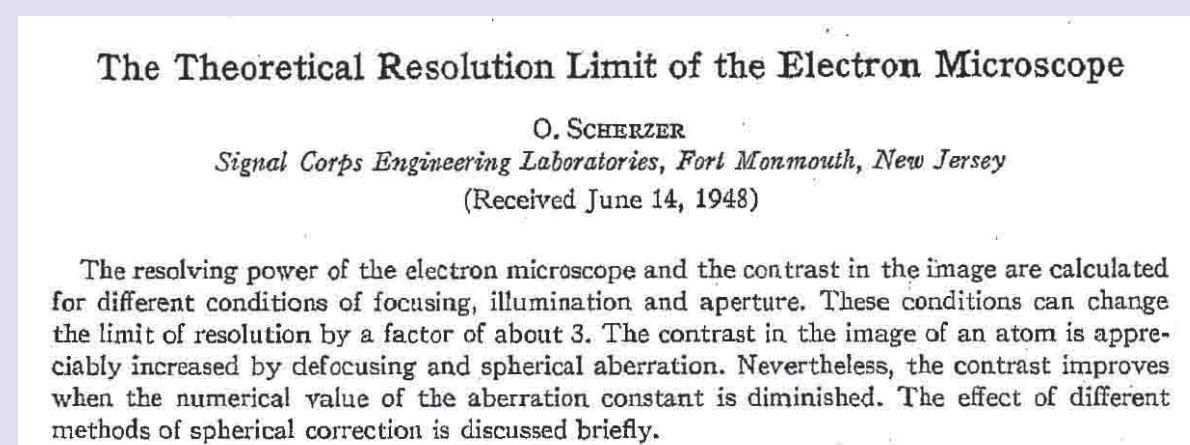 The Theoretical Resolution Limit of the Electron Microscope
O. SCHERZER
Signal Corps Engineering Laboratories, Fort Monmouth, New Jersey
(Received June 14, 1948)
The resolving power of the electron microscope and the contrast in the image are calculated
for different conditions of focusing, illumination and aperture. These conditions can change
the limit of resolution by a factor of about 3. The contrast in the image of an atom is appre-
ciably increased by defocusing and spherical aberration. Nevertheless, the contrast improves
when the numerical value of the aberration constant is diminished. The effect of different
methods of spherical correction is discussed briefly.